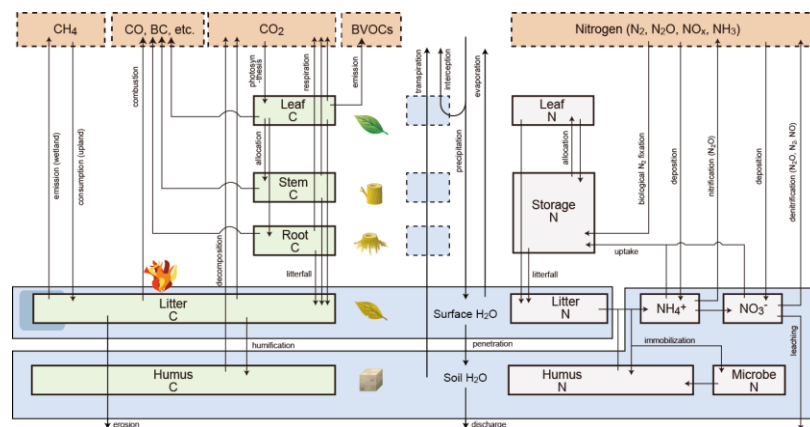 CH₄
CO, BC, etc.
CO₂
BVOCs
Nitrogen (N₂, N₂O, NOₓ, NH₃)
combustion
photosyn
-thesis
respiration
emission
transpiration
interception
evaporation
Leaf
C
Leaf
N
emission (wetland)
consumption (upland)
allocation
precipitation
allocation
biological N₂ fixation
deposition
nitrification (N₂O)
deposition
denitrification (N₂O, N₂, NO)
Stem
C
Storage
N
Root
C
decomposition
litterfall
litterfall
uptake
Litter
C
Surface H₂O
Litter
N
NH₄⁺
NO₃⁻
leaching
humification
penetration
immobilization
Humus
C
Soil H₂O
Humus
N
Microbe
N
erosion
discharge